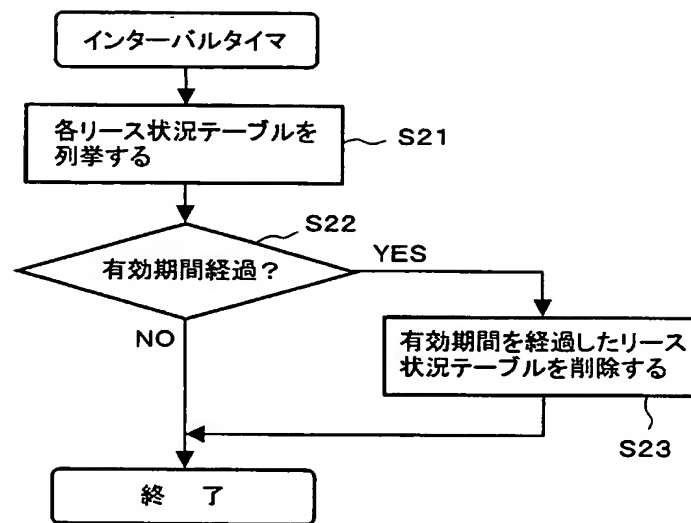 インターバルタイマ
各リース状況テーブルを
列挙する
S21
S22
有効期間経過?
YES
NO
有効期間を経過したリース
状況テーブルを削除する
S23
終 了